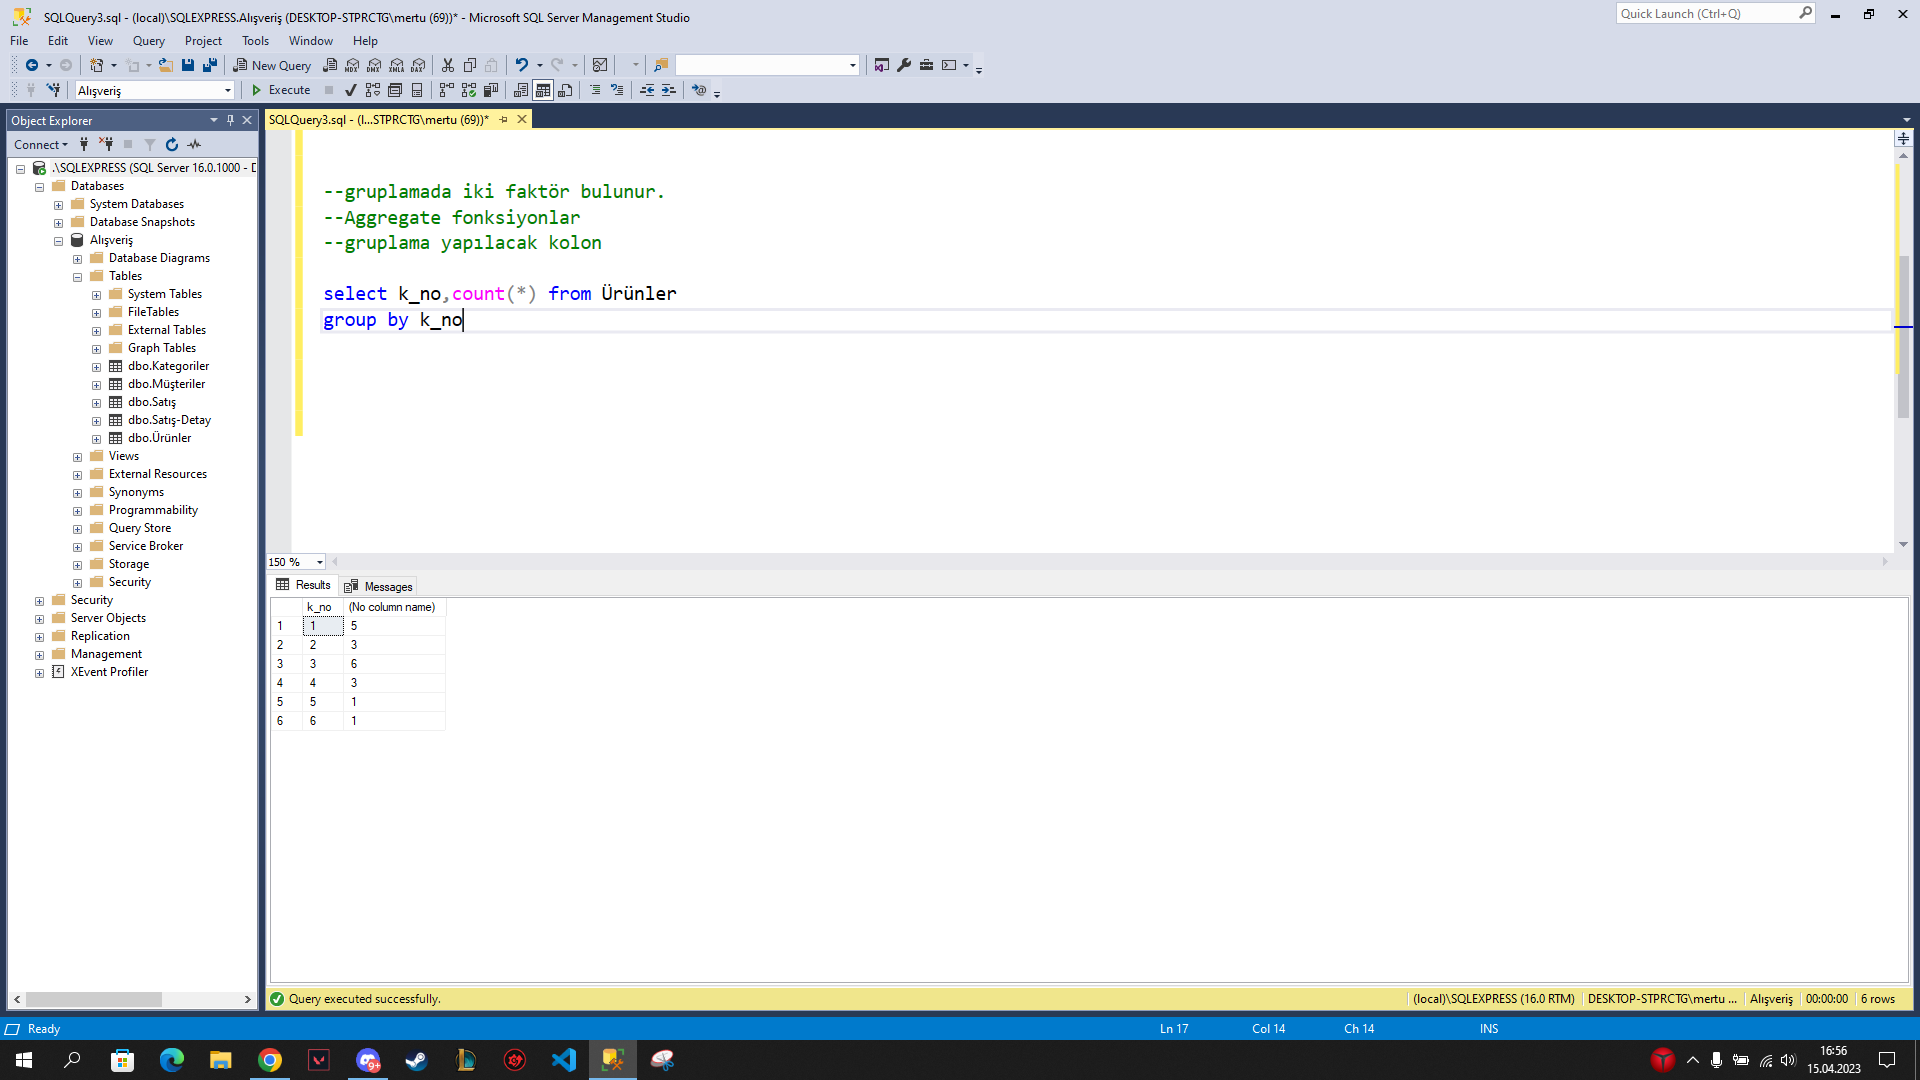 SQLQuery3.sql - (local)\SQLEXPRESS.Alışveriş (DESKTOP-STPRCTG\mertu (69))* - Microsoft SQL Server Management Studio
Quick Launch (Ctrl+Q)
File Edit View Query Project Tools Window Help
New Query
Alışveriş
Execute
Object Explorer
Connect
.\SQLEXPRESS (SQL Server 16.0.1000 - D
Databases
System Databases
Database Snapshots
Alışveriş
Database Diagrams
Tables
System Tables
FileTables
External Tables
Graph Tables
dbo.Kategoriler
dbo.Müşteriler
dbo.Satış
dbo.Satış-Detay
dbo.Ürünler
Views
External Resources
Synonyms
Programmability
Query Store
Service Broker
Storage
Security
Security
Server Objects
Replication
Management
XEvent Profiler
SQLQuery3.sql - (l...STPRCTG\mertu (69))*
--gruplamada iki faktör bulunur.
--Aggregate fonksiyonlar
--gruplama yapılacak kolon
select k_no,count(*) from Ürünler
group by k_no
150 %
Results Messages
k_no (No column name)
1 1 5
2 2 3
3 3 6
4 4 3
5 5 1
6 6 1
Query executed successfully.
(local)\SQLEXPRESS (16.0 RTM) DESKTOP-STPRCTG\mertu ... Alışveriş 00:00:00 6 rows
Ready
Ln 17 Col 14 Ch 14 INS
9+
16:56
15.04.2023